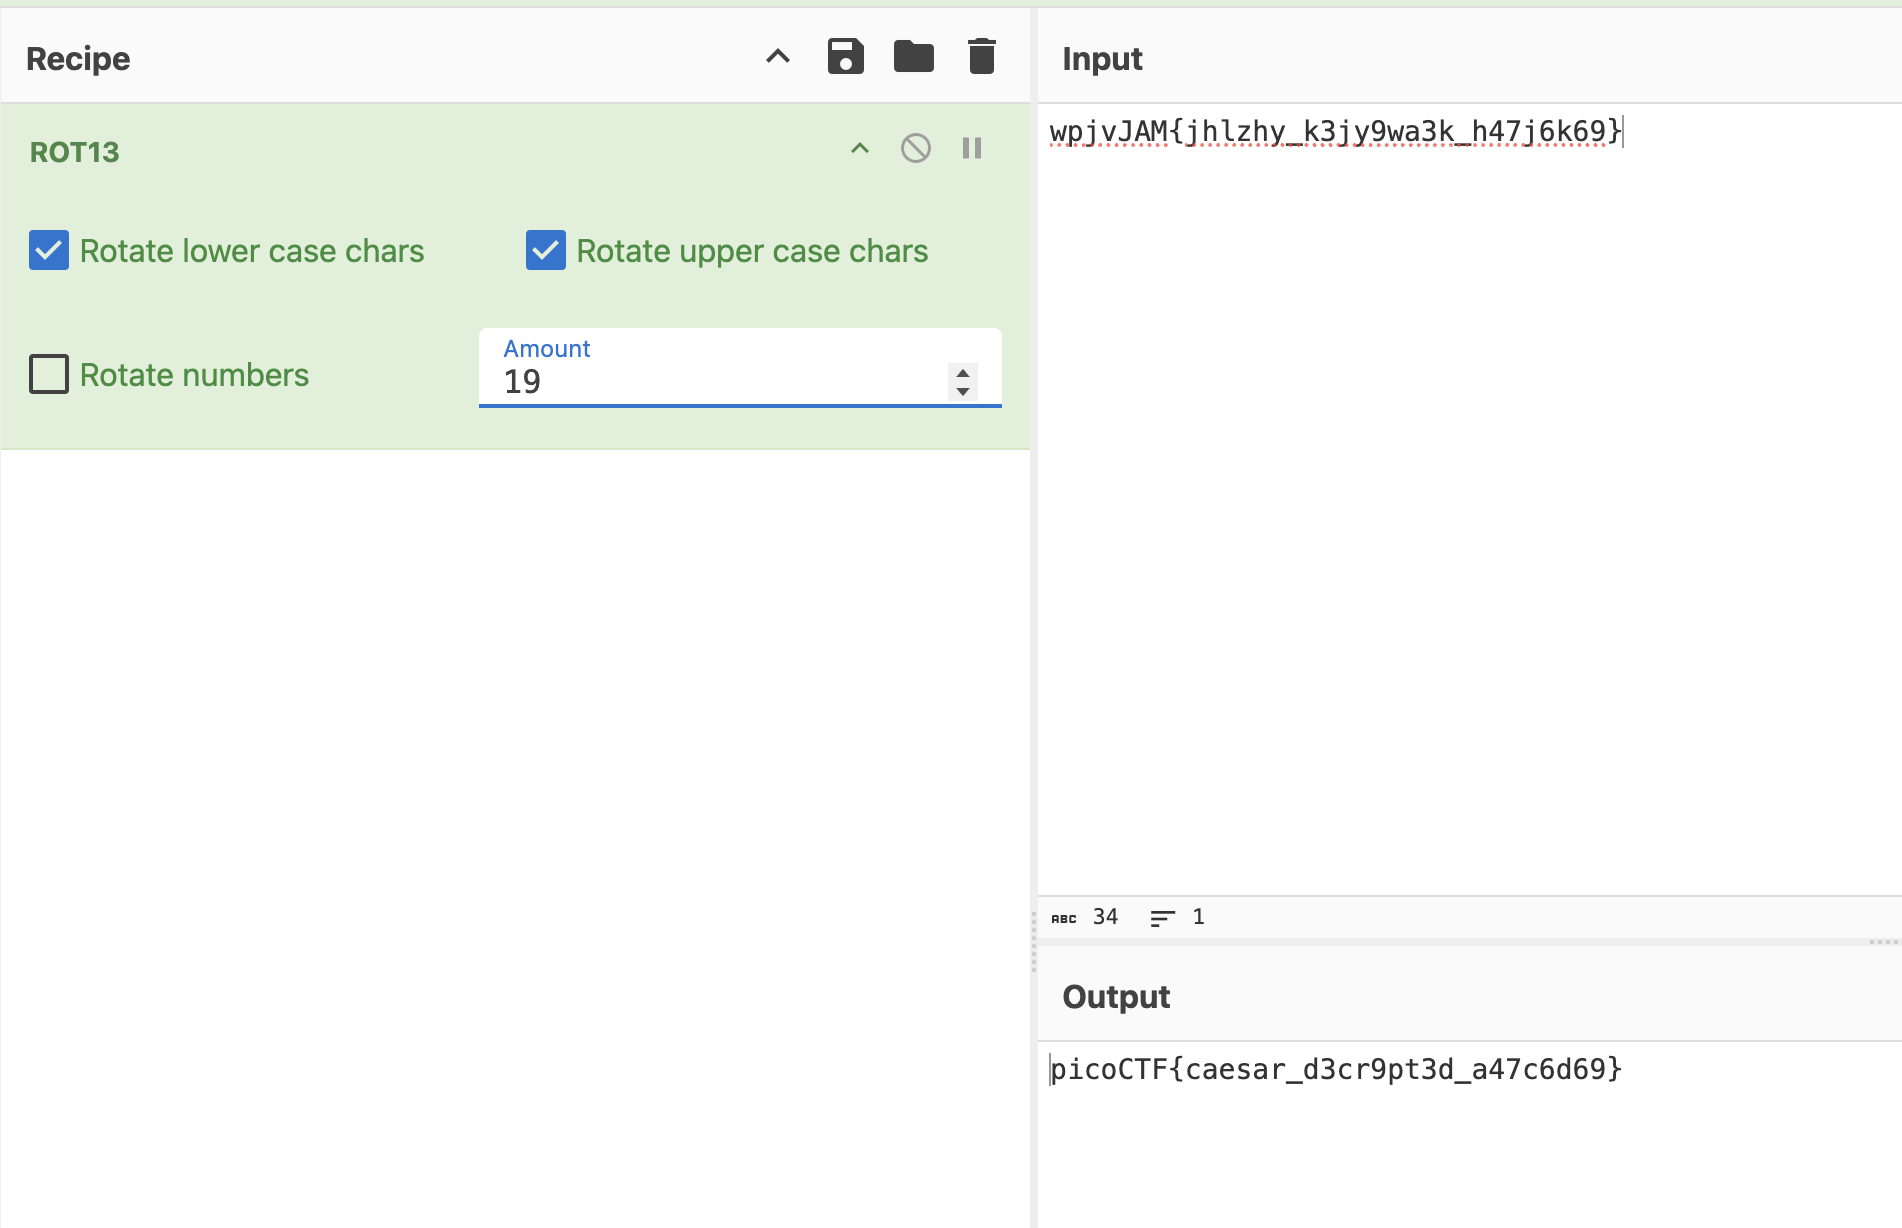 Recipe
ROT13
Rotate lower case chars
Rotate upper case chars
Rotate numbers
Amount
19
Input
wpjvJAM{jhlzhy_k3jy9wa3k_h47j6k69}
ABC 34 1
Output
picoCTF{caesar_d3cr9pt3d_a47c6d69}